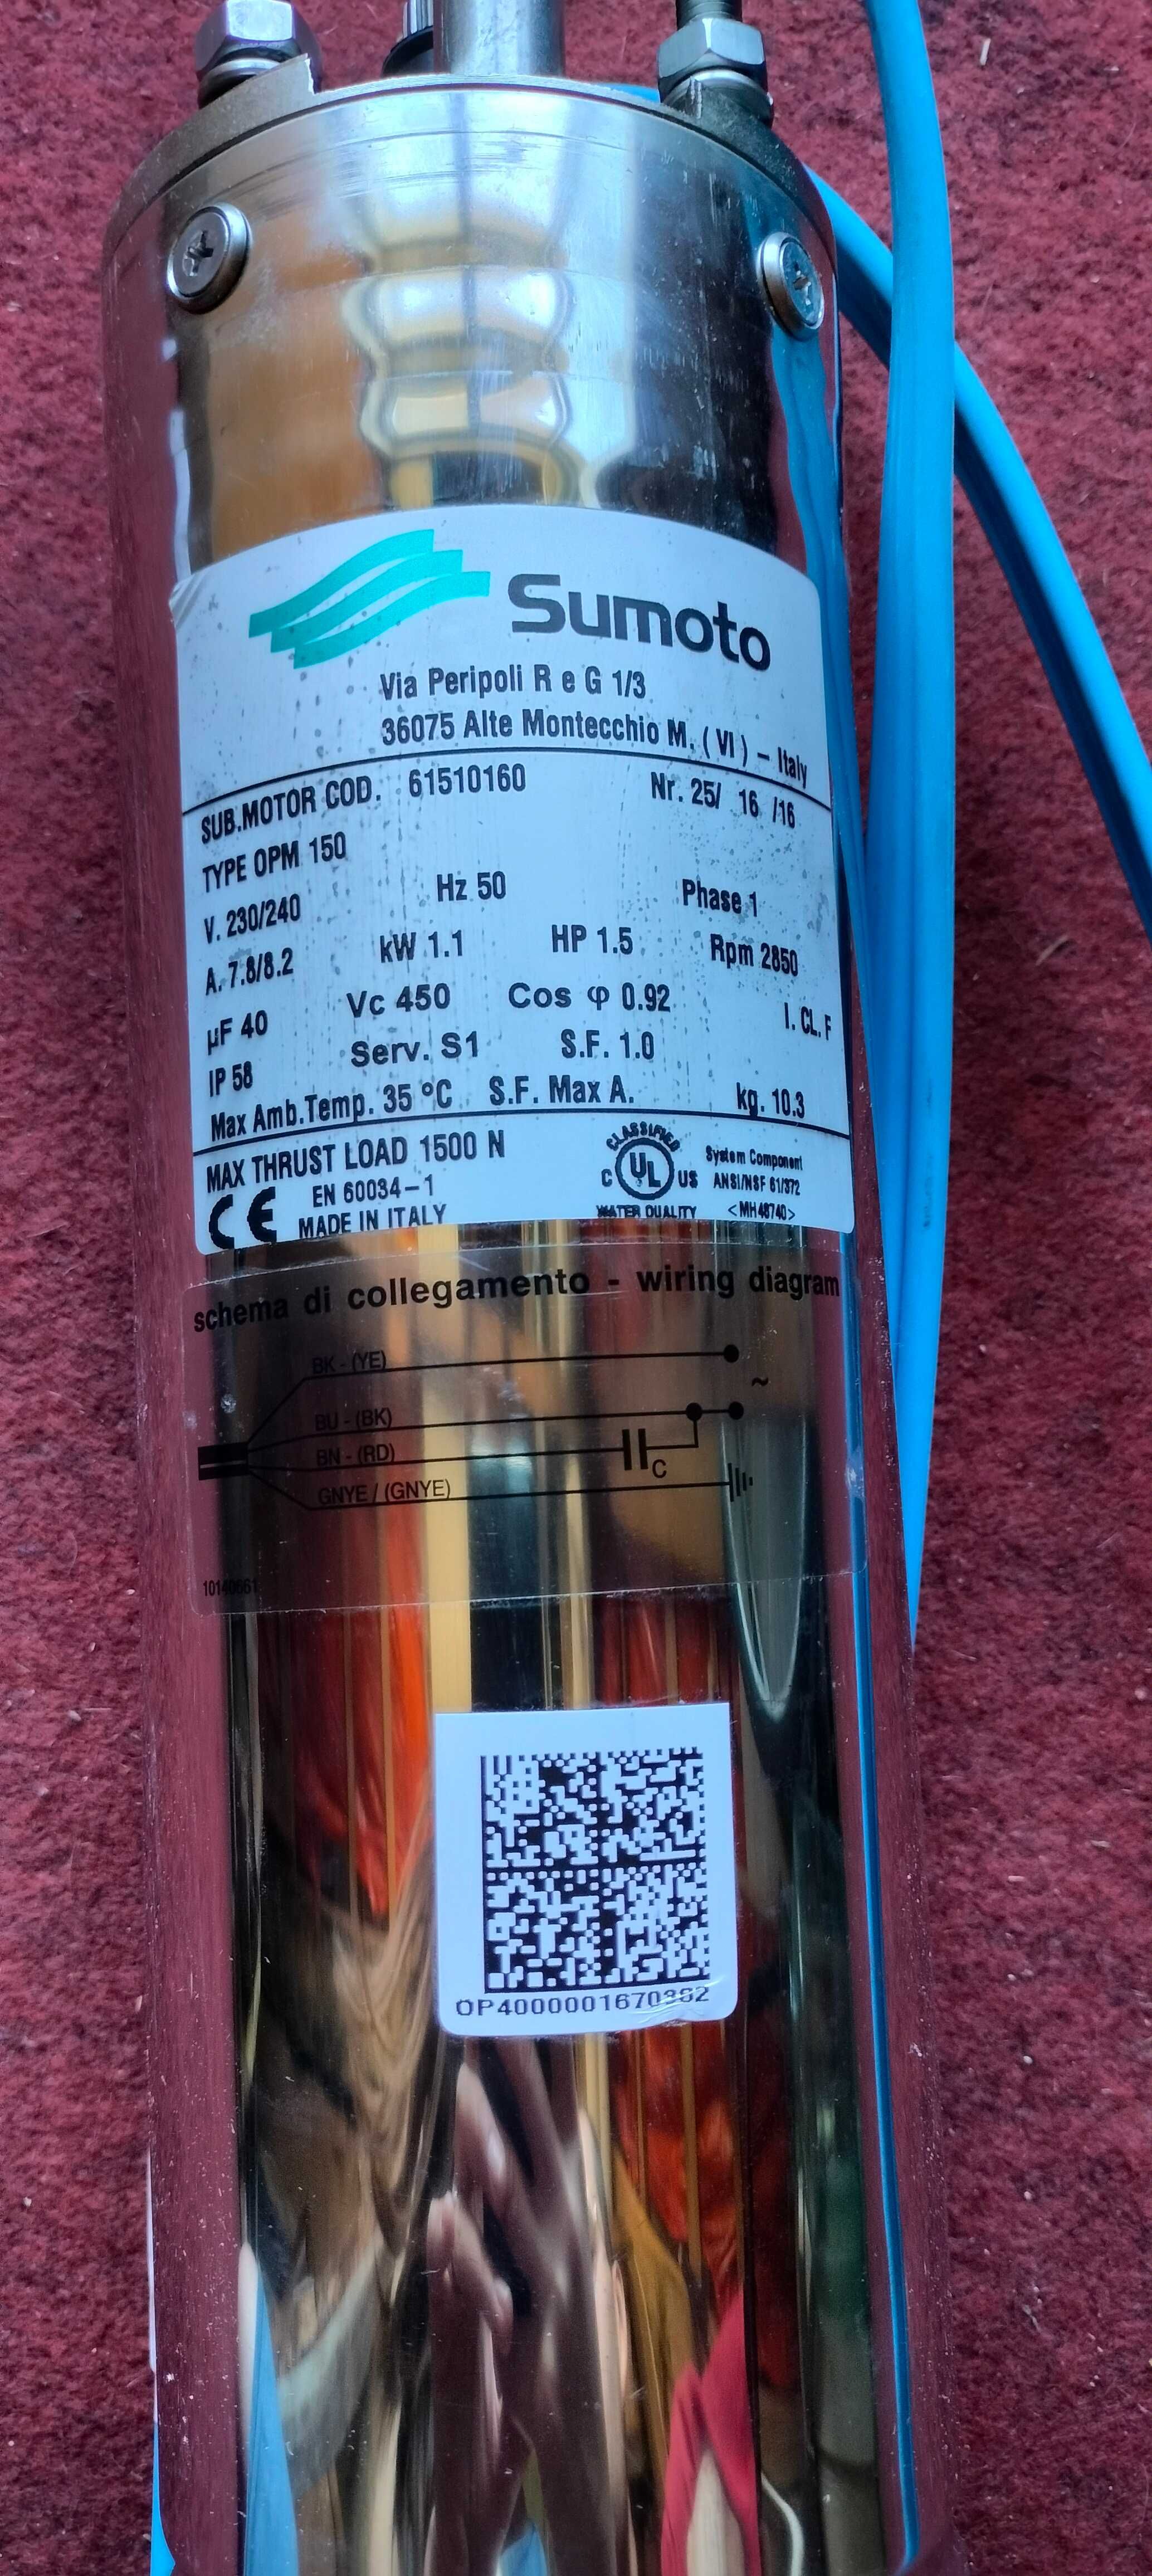 Sumoto
Via Peripoli R e G 1/3
36075 Alte Montecchio M. ( VI ) - Italy
SUB.MOTOR COD. 61510160 Nr. 25/ 16 /16
TYPE OPM 150
V. 230/240 Hz 50 Phase 1
A. 7.8/8.2 kW 1.1 HP 1.5 Rpm 2850
µF 40 Vc 450 Cos φ 0.92 I. CL. F
IP 58 Serv. S1 S.F. 1.0
Max Amb.Temp. 35 °C S.F. Max A. kg. 10.3
MAX THRUST LOAD 1500 N
CE EN 60034-1
MADE IN ITALY
CLASSIFIED
C UL US
WATER QUALITY
System Component
ANSI/NSF 61/372
<MH48740>
schema di collegamento - wiring diagram
BK - (YE)
~
BU - (BK)
BN - (RD)
C
GNYE / (GNYE)
10140661